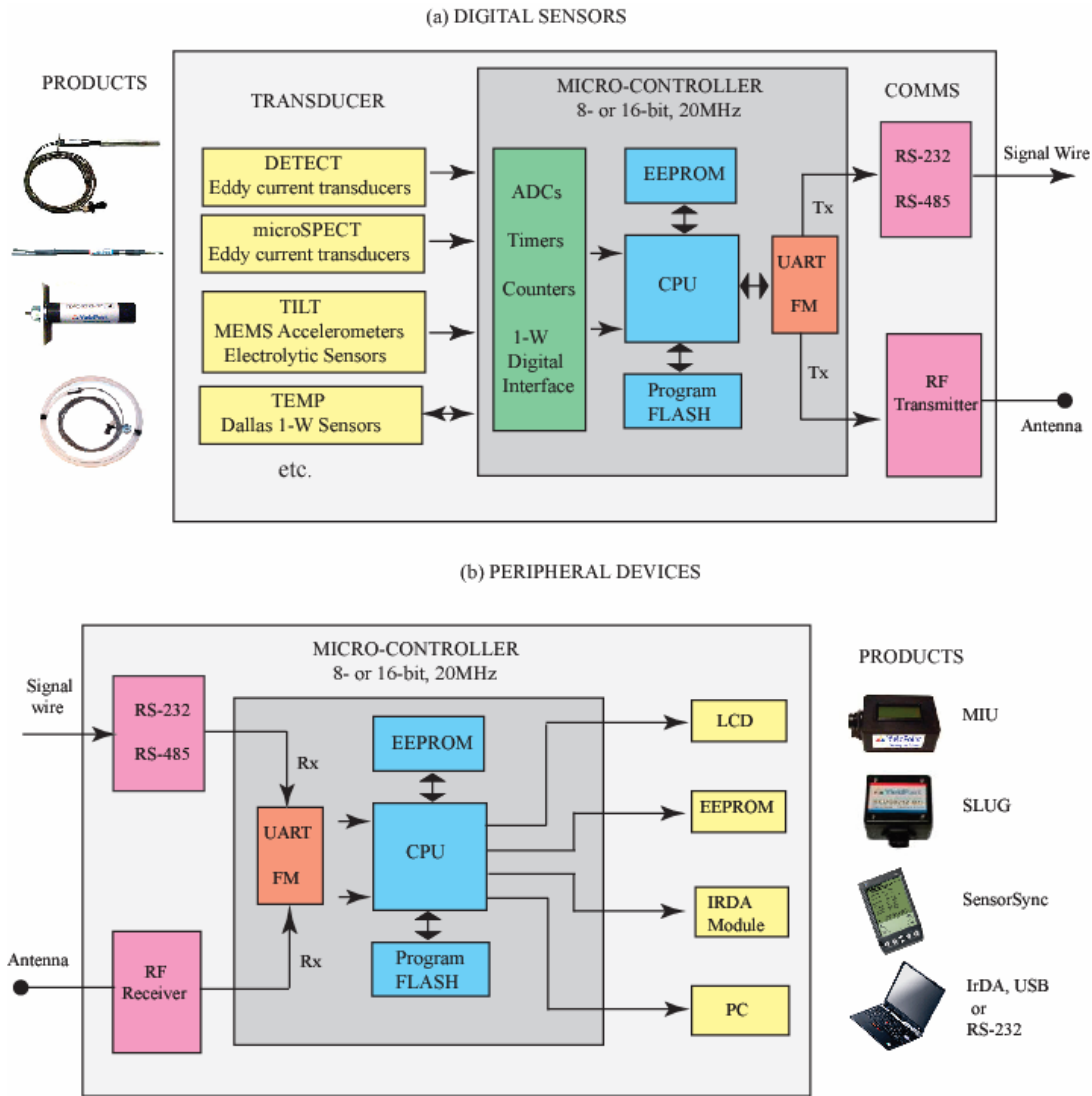 (a) DIGITAL SENSORS
PRODUCTS
TRANSDUCER
MICRO-CONTROLLER
8- or 16-bit, 20MHz
COMMS
DETECT
Eddy current transducers
microSPECT
Eddy current transducers
TILT
MEMS Accelerometers
Electrolytic Sensors
TEMP
Dallas 1-W Sensors
etc.
ADCs
Timers
Counters
1-W
Digital
Interface
EEPROM
CPU
Program
FLASH
UART
FM
Tx
Tx
RS-232
RS-485
Signal Wire
RF
Transmitter
Antenna
(b) PERIPHERAL DEVICES
MICRO-CONTROLLER
8- or 16-bit, 20MHz
PRODUCTS
Signal
wire
RS-232
RS-485
Rx
EEPROM
UART
FM
CPU
Program
FLASH
Rx
Antenna
RF
Receiver
LCD
EEPROM
IRDA
Module
PC
MIU
YieldPoint
SLUG
YieldPoint
SensorSync
IrDA, USB
or
RS-232